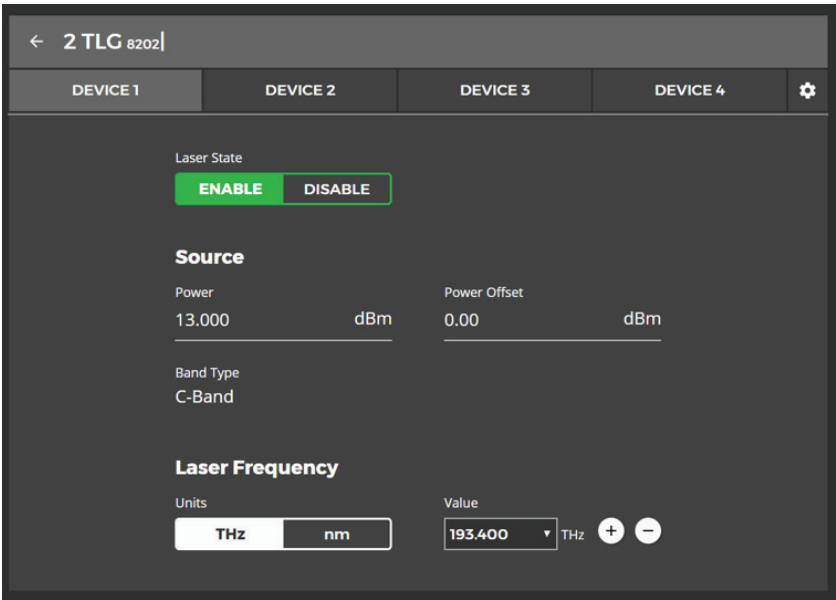 ← 2 TLG 8202
DEVICE 1 DEVICE 2 DEVICE 3 DEVICE 4
Laser State
ENABLE DISABLE
Source
Power Power Offset
13.000 dBm 0.00 dBm
Band Type
C-Band
Laser Frequency
Units Value
THz nm 193.400 ▼ THz + −